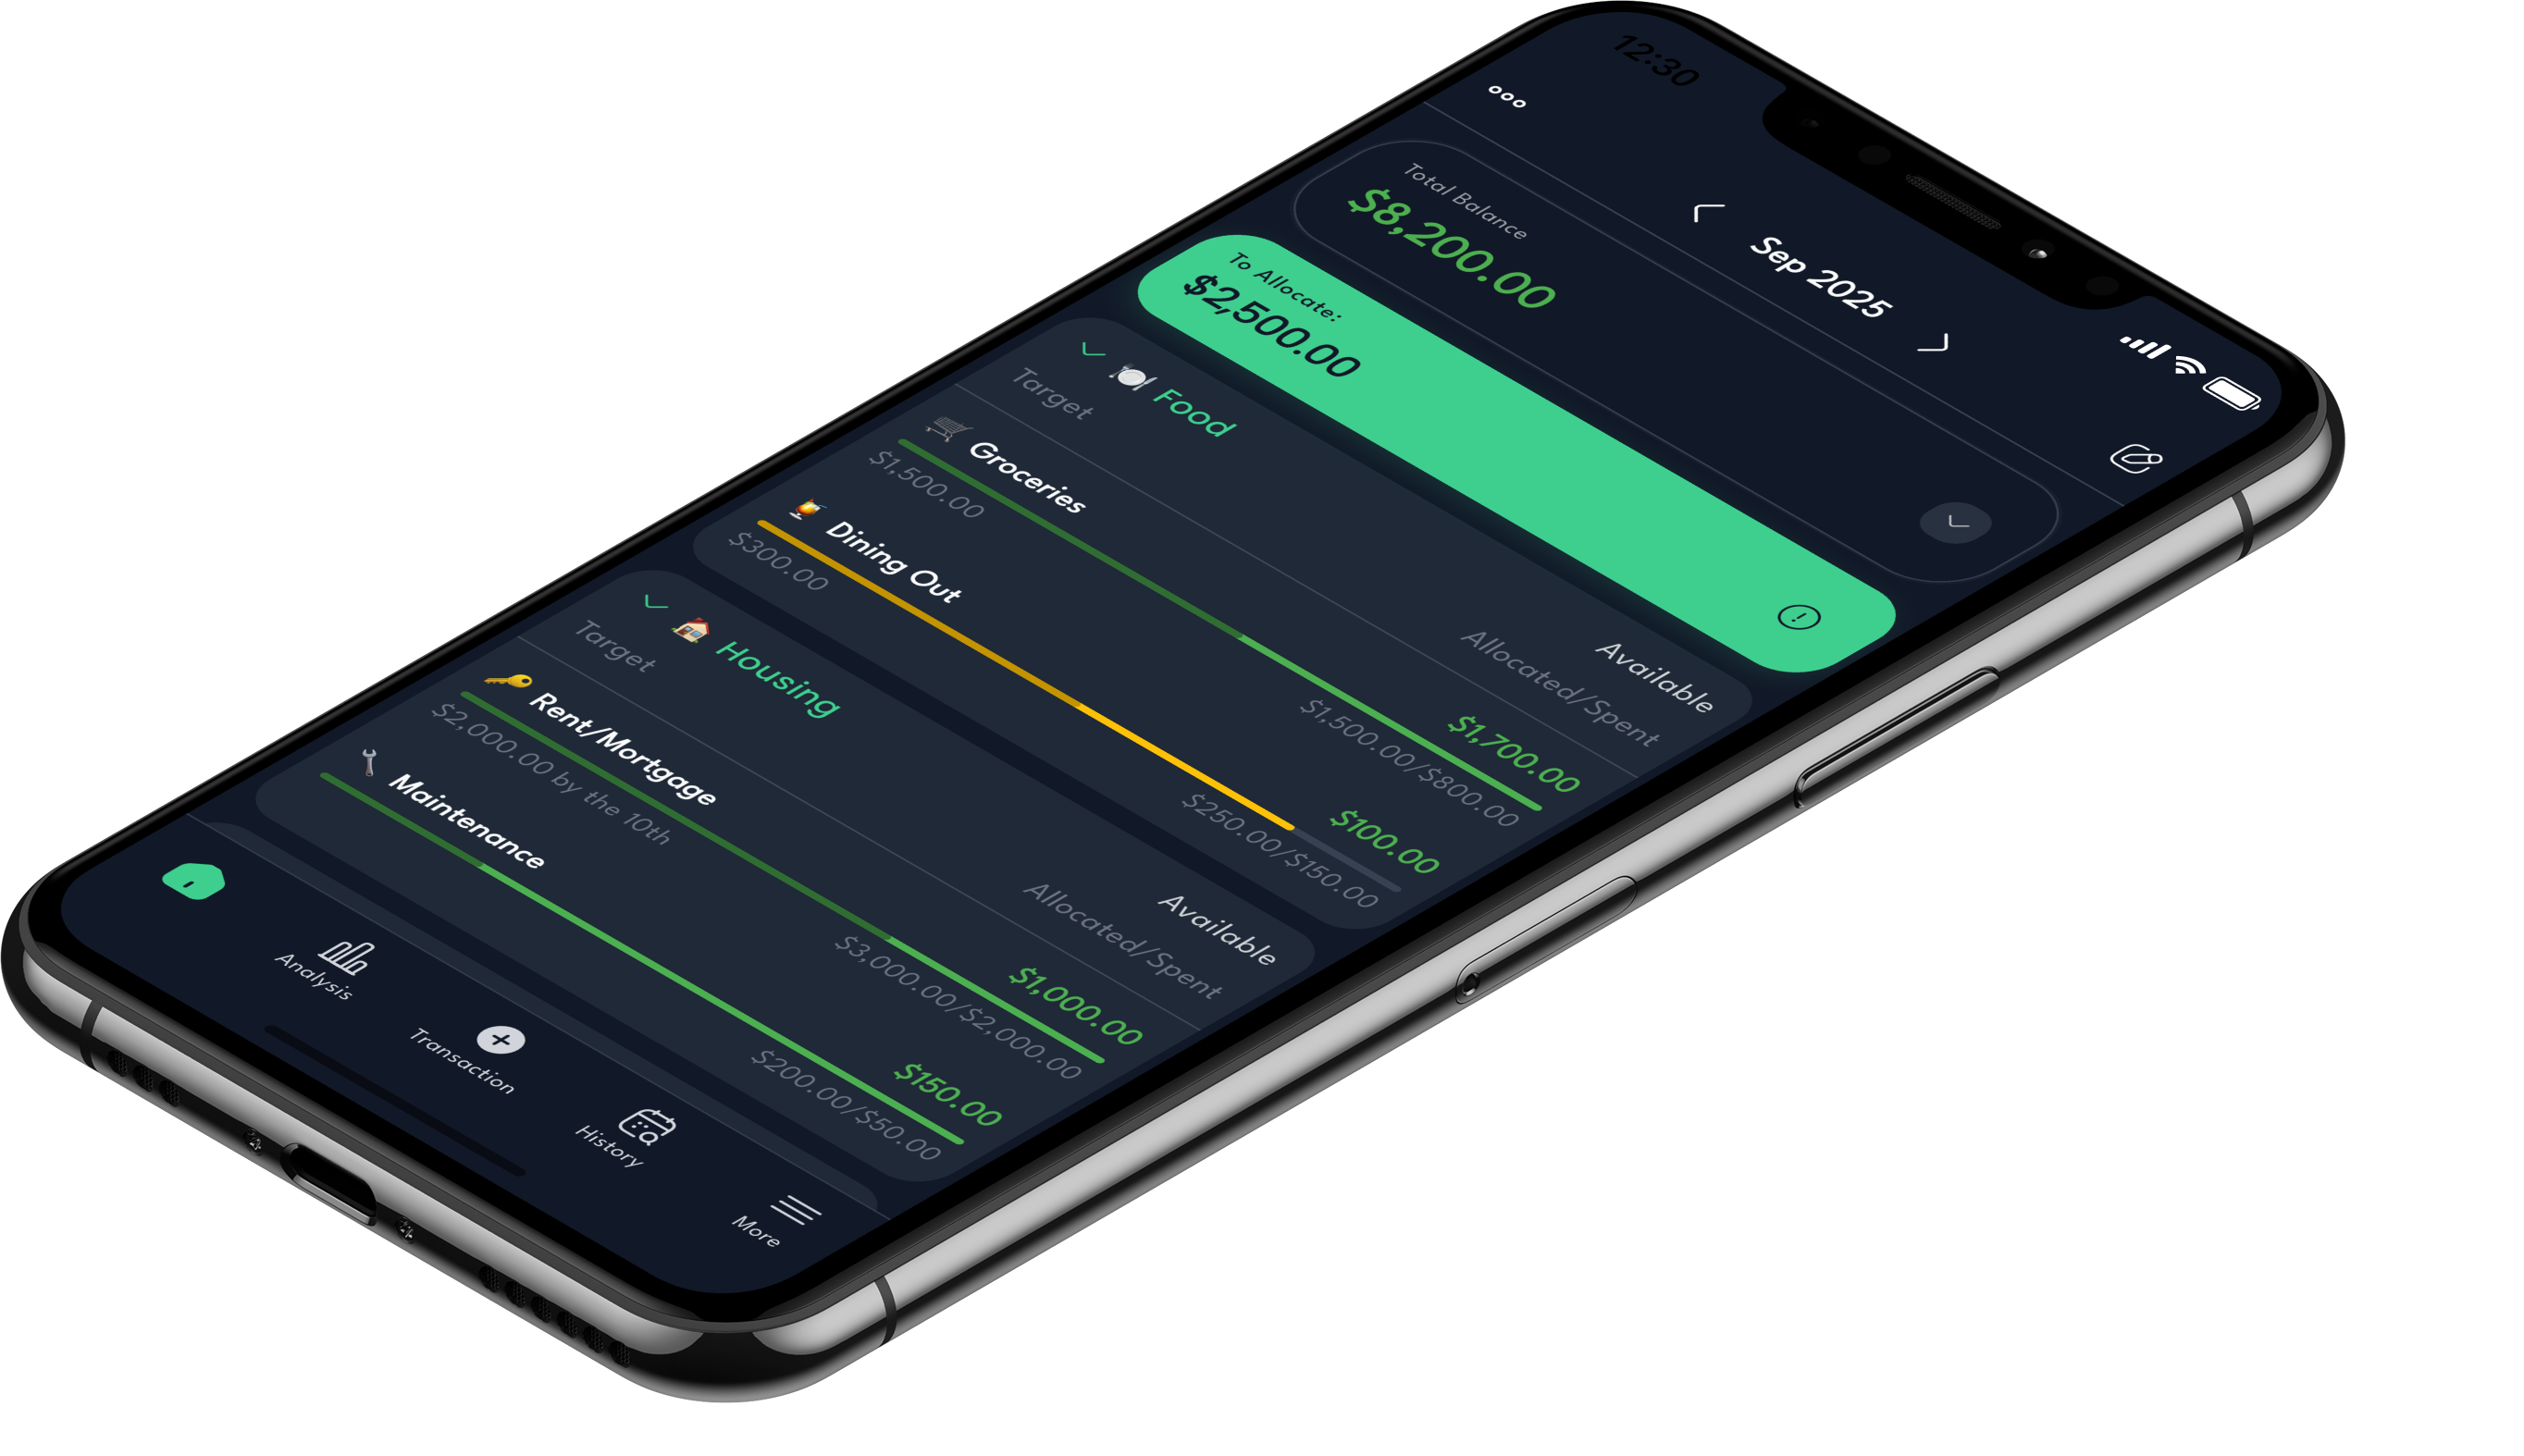 12:30
Sep 2025
Total Balance
$8,200.00
To Allocate:
$2,500.00
Food
Target
Allocated/Spent
Available
Groceries
$1,700.00
$1,500.00
$1,500.00/$800.00
Dining Out
$100.00
$300.00
$250.00/$150.00
Housing
Target
Allocated/Spent
Available
Rent/Mortgage
$1,000.00
$2,000.00 by the 10th
$3,000.00/$2,000.00
Maintenance
$150.00
$200.00/$50.00
Analysis
Transaction
History
More